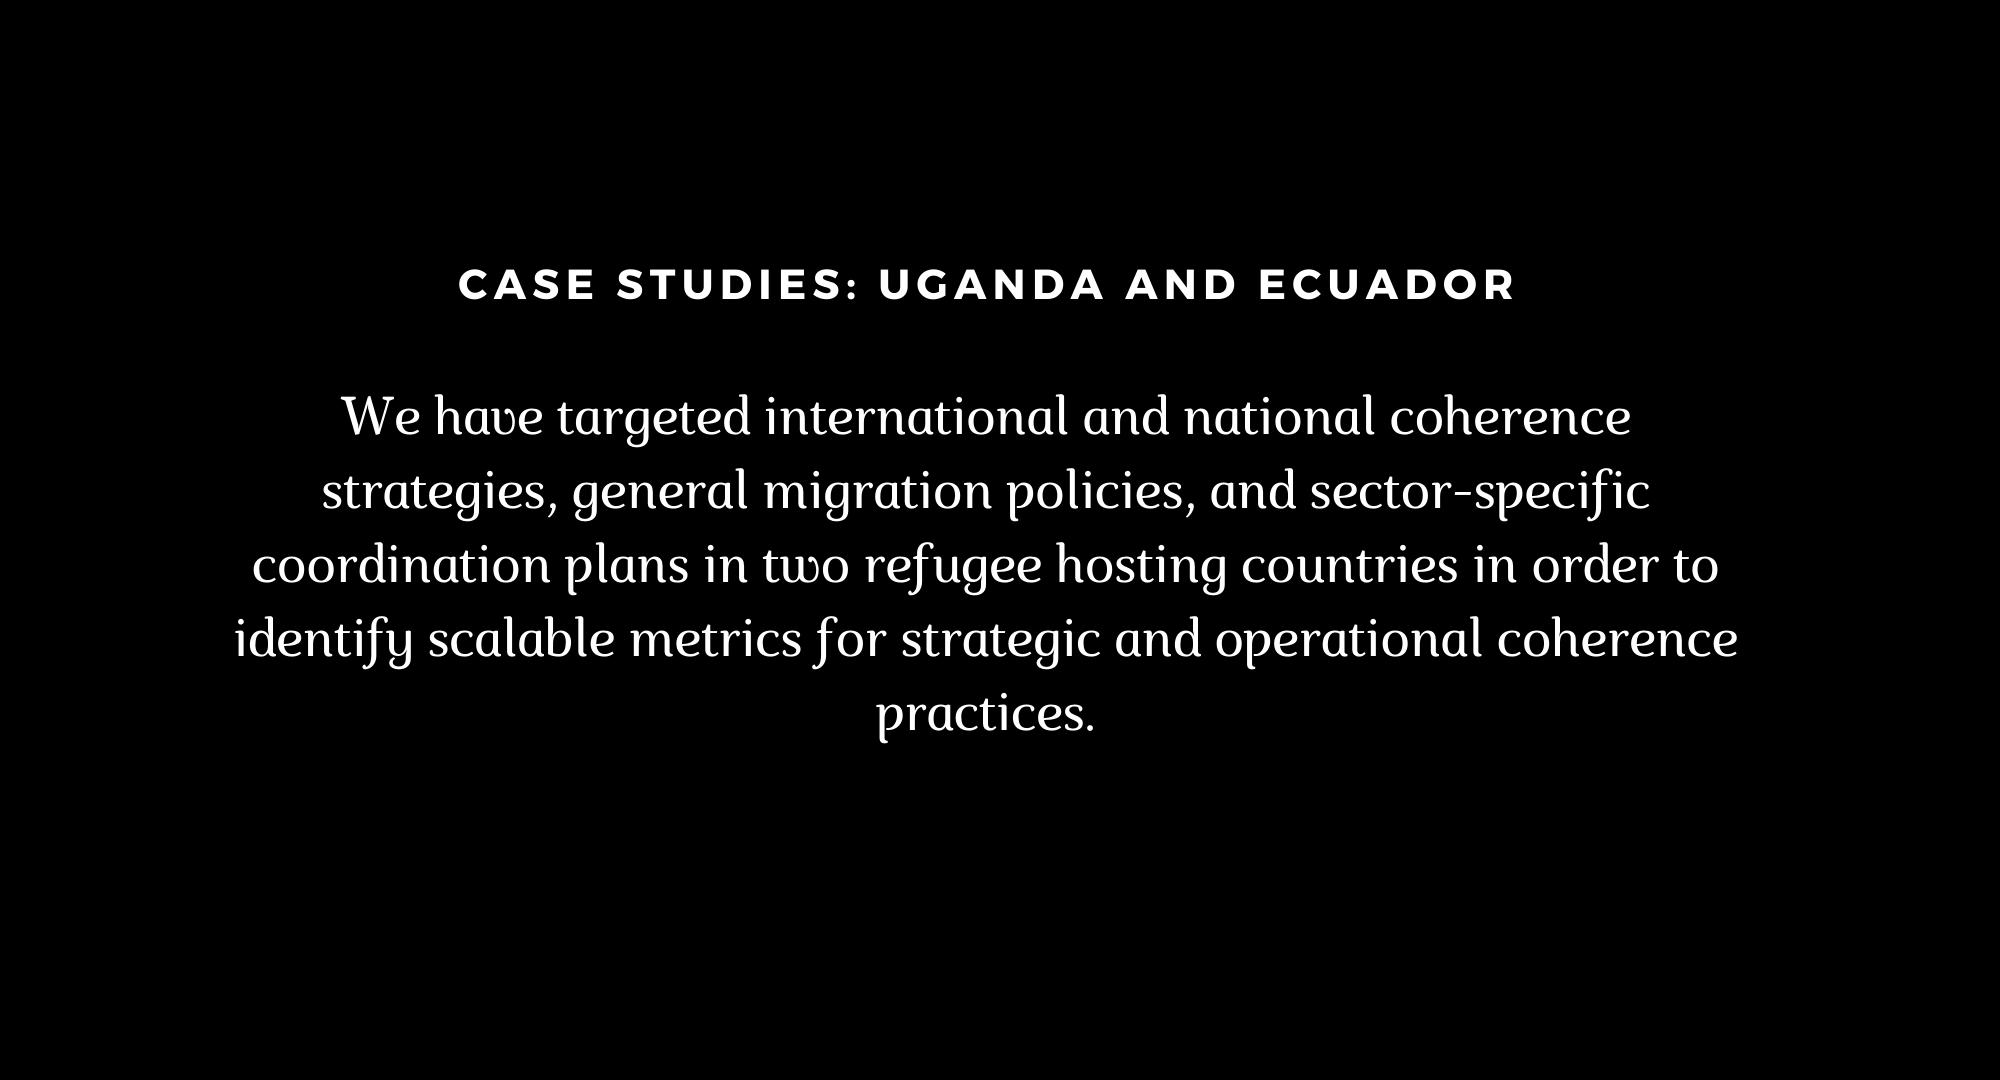 CASE STUDIES: UGANDA AND ECUADOR
We have targeted international and national coherence
strategies, general migration policies, and sector-specific
coordination plans in two refugee hosting countries in order to
identify scalable metrics for strategic and operational coherence
practices.